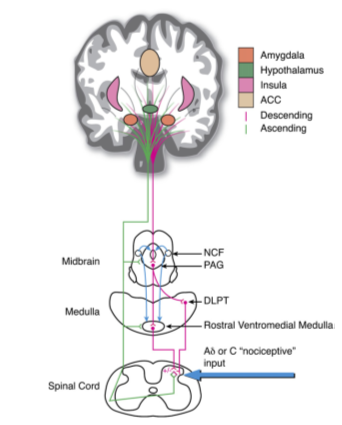 Amygdala
Hypothalamus
Insula
ACC
Descending
Ascending
NCF
PAG
Midbrain
DLPT
Medulla
Rostral Ventromedial Medulla
Aδ or C "nociceptive"
input
Spinal Cord